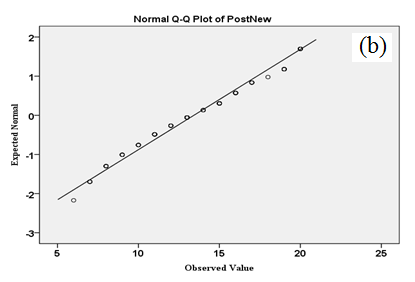 Normal Q-Q Plot of PostNew
(b)
Expected Normal
2
1
0
-1
-2
-3
5
10
15
20
25
Observed Value